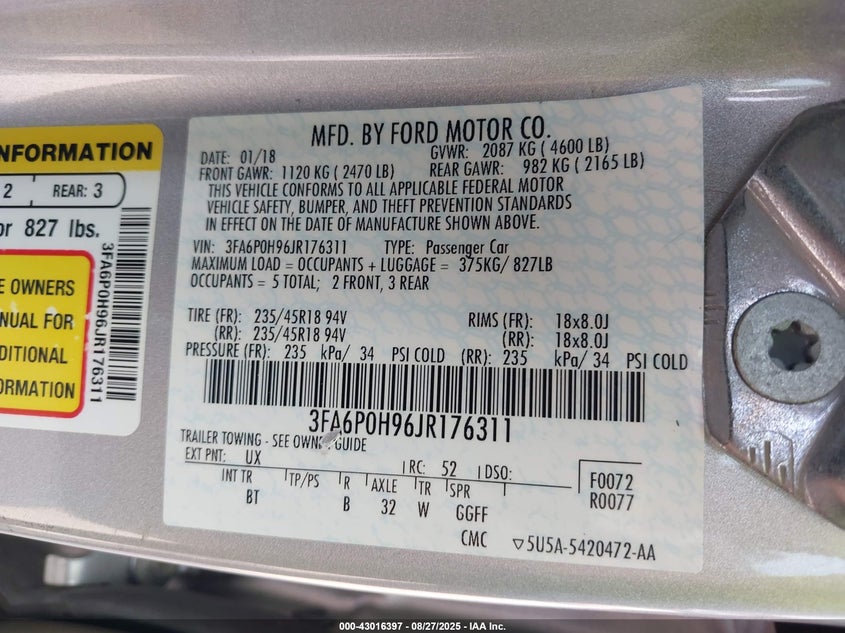 NFORMATION
2 REAR: 3
or 827 lbs.
E OWNERS
NUAL FOR
DITIONAL
ORMATION
3FA6P0H96JR176311
MFD. BY FORD MOTOR CO.
DATE: 01/18 GVWR: 2087 KG ( 4600 LB)
FRONT GAWR: 1120 KG ( 2470 LB) REAR GAWR: 982 KG ( 2165 LB)
THIS VEHICLE CONFORMS TO ALL APPLICABLE FEDERAL MOTOR
VEHICLE SAFETY, BUMPER, AND THEFT PREVENTION STANDARDS
IN EFFECT ON THE DATE OF MANUFACTURE SHOWN ABOVE.
VIN: 3FA6P0H96JR176311 TYPE: Passenger Car
MAXIMUM LOAD = OCCUPANTS + LUGGAGE = 375KG/ 827LB
OCCUPANTS = 5 TOTAL; 2 FRONT, 3 REAR
TIRE (FR): 235/45R18 94V RIMS (FR): 18x8.0J
(RR): 235/45R18 94V (RR): 18x8.0J
PRESSURE (FR): 235 kPa/ 34 PSI COLD (RR): 235 kPa/ 34 PSI COLD
3FA6P0H96JR176311
TRAILER TOWING - SEE OWN GUIDE
EXT PNT: UX RC: 52 DSO: F0072
INT TR TP/PS R AXLE TR SPR R0077
BT B 32 W GGFF
CMC ▽5U5A-5420472-AA
000-43016397 - 08/27/2025 - IAA Inc.